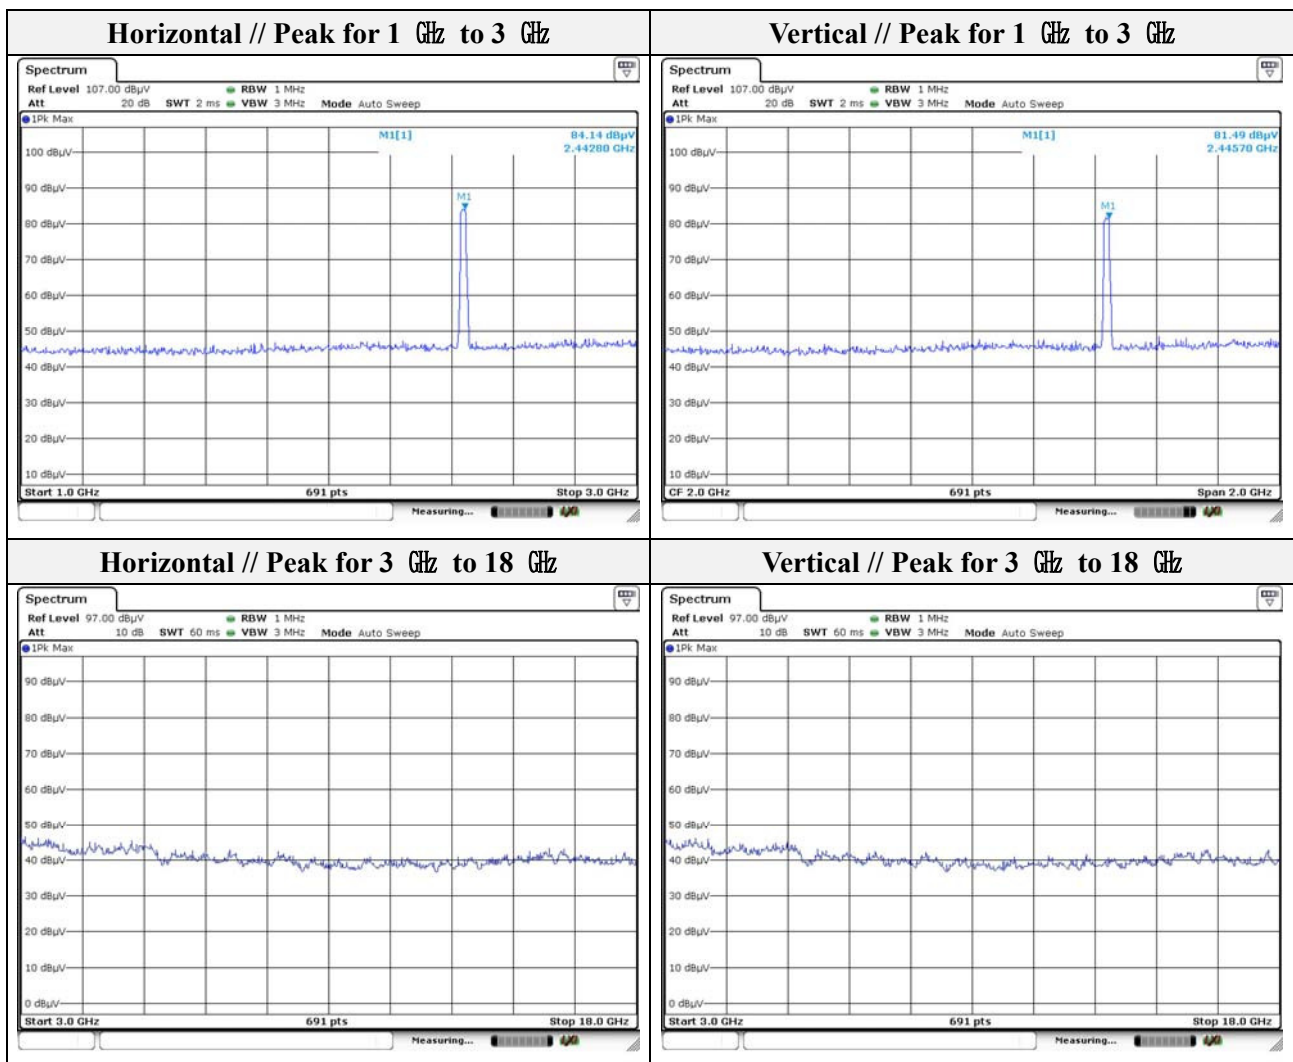 Horizontal // Peak for 1 ㎓ to 3 ㎓
Spectrum
Ref Level 107.00 dBµV RBW 1 MHz
Att 20 dB SWT 2 ms VBW 3 MHz Mode Auto Sweep
1Pk Max
M1[1] 84.14 dBµV
2.44280 GHz
100 dBµV
90 dBµV
M1
80 dBµV
70 dBµV
60 dBµV
50 dBµV
40 dBµV
30 dBµV
20 dBµV
10 dBµV
Start 1.0 GHz 691 pts Stop 3.0 GHz
Measuring...
Vertical // Peak for 1 ㎓ to 3 ㎓
Spectrum
Ref Level 107.00 dBµV RBW 1 MHz
Att 20 dB SWT 2 ms VBW 3 MHz Mode Auto Sweep
1Pk Max
M1[1] 81.49 dBµV
2.44570 GHz
100 dBµV
90 dBµV
M1
80 dBµV
70 dBµV
60 dBµV
50 dBµV
40 dBµV
30 dBµV
20 dBµV
10 dBµV
CF 2.0 GHz 691 pts Span 2.0 GHz
Measuring...
Horizontal // Peak for 3 ㎓ to 18 ㎓
Spectrum
Ref Level 97.00 dBµV RBW 1 MHz
Att 10 dB SWT 60 ms VBW 3 MHz Mode Auto Sweep
1Pk Max
90 dBµV
80 dBµV
70 dBµV
60 dBµV
50 dBµV
40 dBµV
30 dBµV
20 dBµV
10 dBµV
0 dBµV
Start 3.0 GHz 691 pts Stop 18.0 GHz
Measuring...
Vertical // Peak for 3 ㎓ to 18 ㎓
Spectrum
Ref Level 97.00 dBµV RBW 1 MHz
Att 10 dB SWT 60 ms VBW 3 MHz Mode Auto Sweep
1Pk Max
90 dBµV
80 dBµV
70 dBµV
60 dBµV
50 dBµV
40 dBµV
30 dBµV
20 dBµV
10 dBµV
0 dBµV
Start 3.0 GHz 691 pts Stop 18.0 GHz
Measuring...